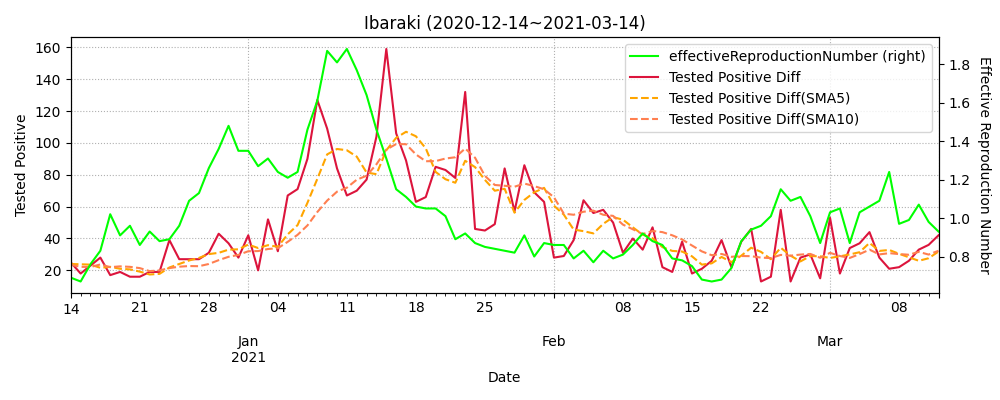 Ibaraki (2020-12-14~2021-03-14)
effectiveReproductionNumber (right)
Tested Positive Diff
Tested Positive Diff(SMA5)
Tested Positive Diff(SMA10)
Tested Positive
160
140
120
100
80
60
40
20
1.8
1.6
1.4
1.2
1.0
0.8
Effective Reproduction Number
14 21 28 04 11 18 25 08 15 22 08
Jan Feb Mar
2021
Date